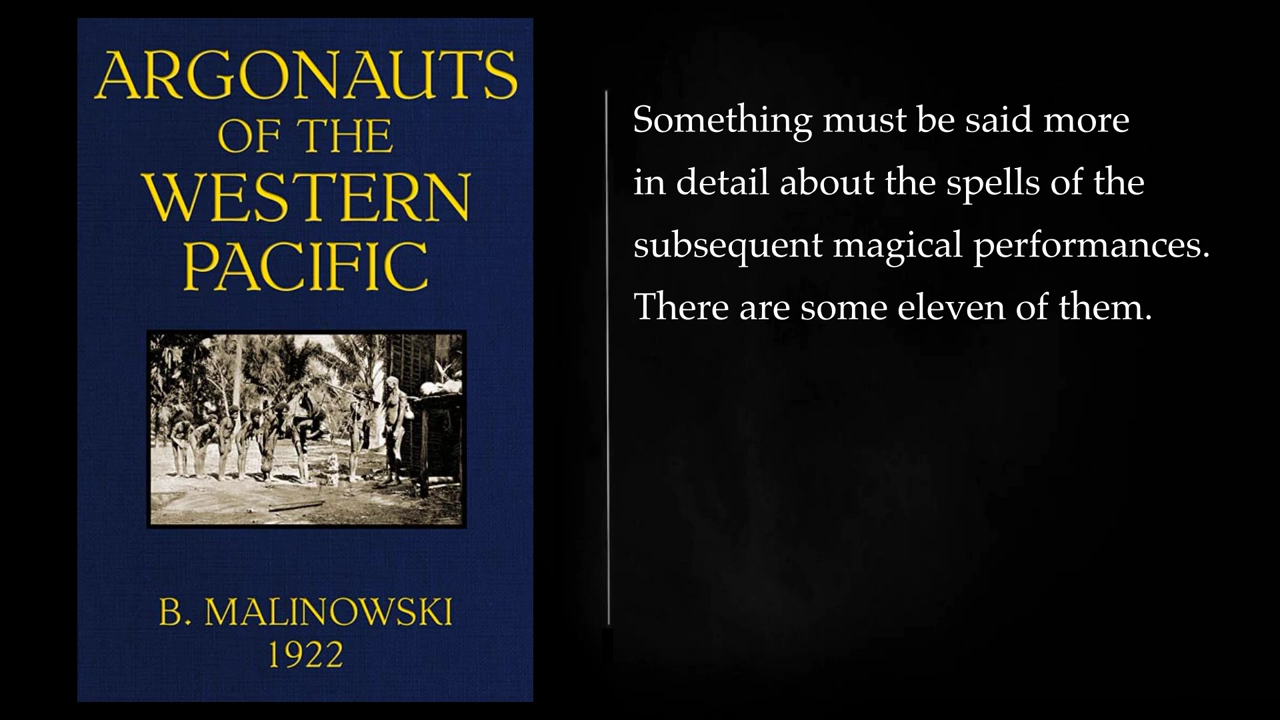 ARGONAUTS
OF THE
WESTERN
PACIFIC
B. MALINOWSKI
1922
Something must be said more
in detail about the spells of the
subsequent magical performances.
There are some eleven of them.